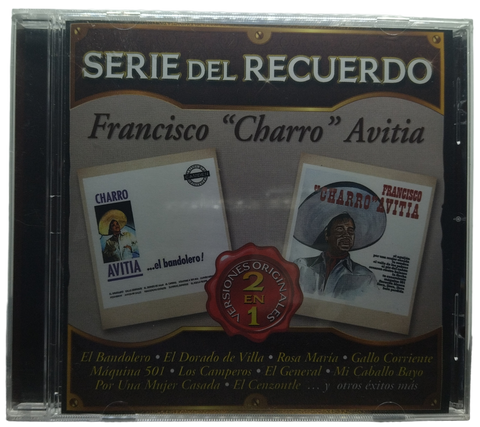 SERIE DEL RECUERDO
Francisco "Charro" Avitia
CHARRO
AVITIA
...el bandolero!
FRANCISCO
"CHARRO" AVITIA
VERSIONES ORIGINALES
2
EN
1
El Bandolero • El Dorado de Villa • Rosa María • Gallo Corriente
Máquina 501 • Los Camperos • El General • Mi Caballo Bayo
Por Una Mujer Casada • El Cenzontle ... y otros éxitos más